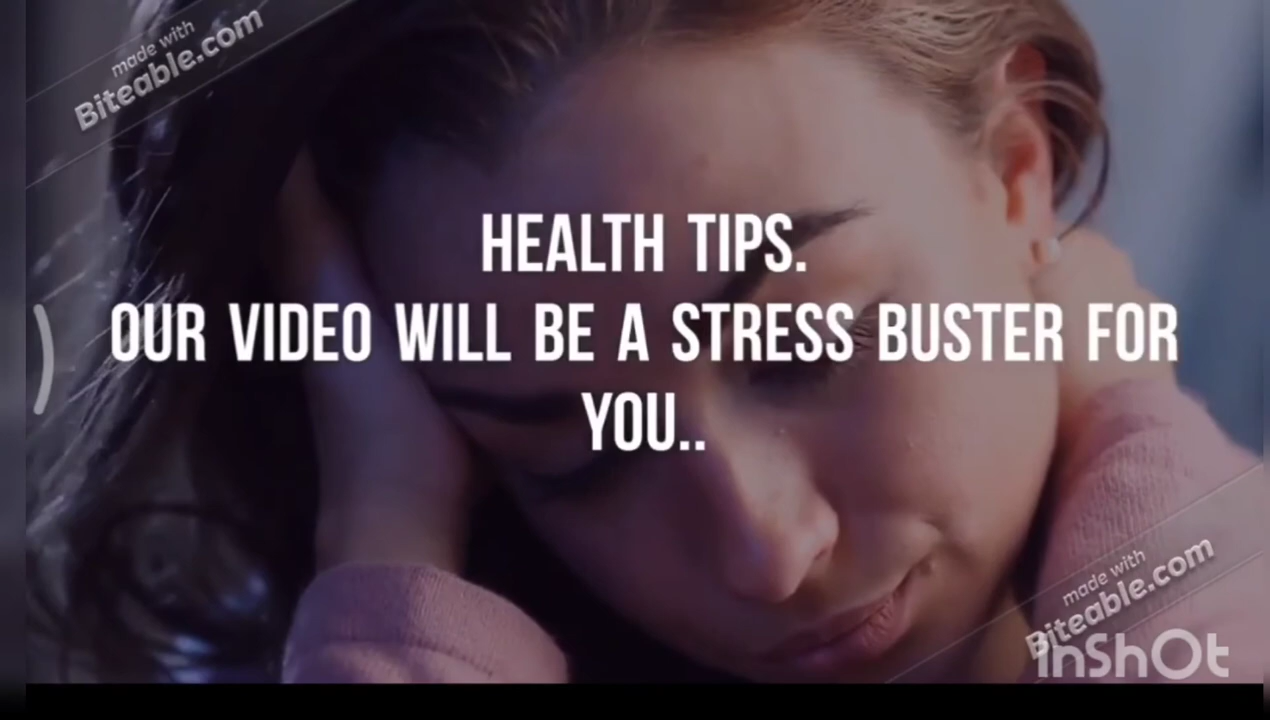 made with
Biteable.com
HEALTH TIPS.
OUR VIDEO WILL BE A STRESS BUSTER FOR
YOU..
made with
Biteable.com
InShOt